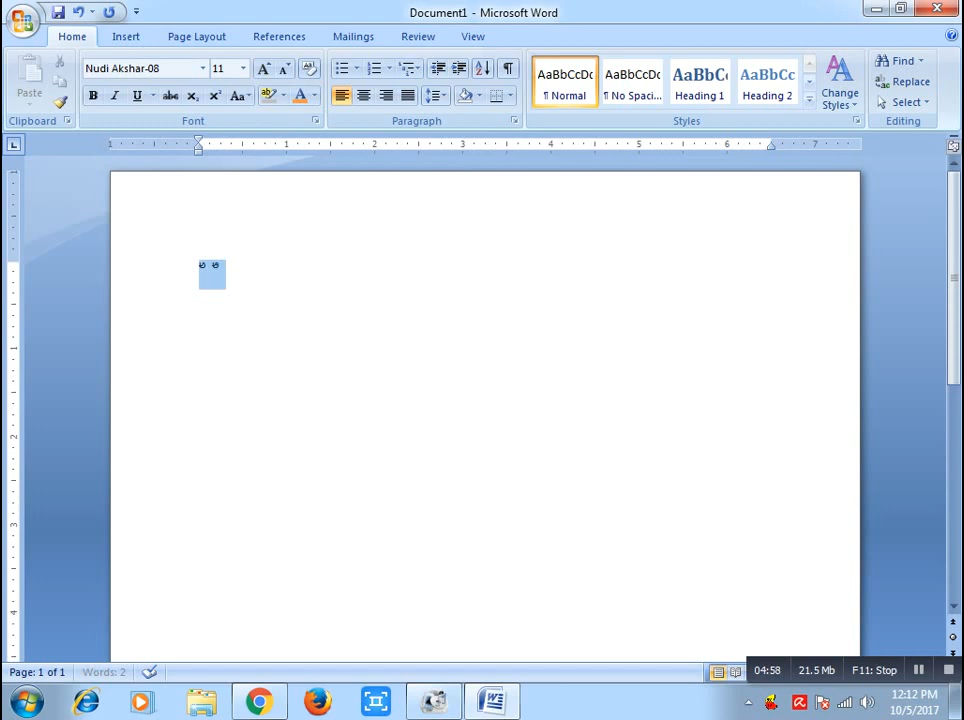 Document1 - Microsoft Word
Home Insert Page Layout References Mailings Review View
Paste
Clipboard
Nudi Akshar-08 11
Font
Paragraph
AaBbCcDc AaBbCcDc AaBbC AaBbCc
¶ Normal ¶ No Spaci... Heading 1 Heading 2
Change Styles
Styles
Find
Replace
Select
Editing
1 1 2 3 4 5 6 7
Page: 1 of 1 Words: 2
04:58 21.5 Mb F11: Stop
12:12 PM
10/5/2017